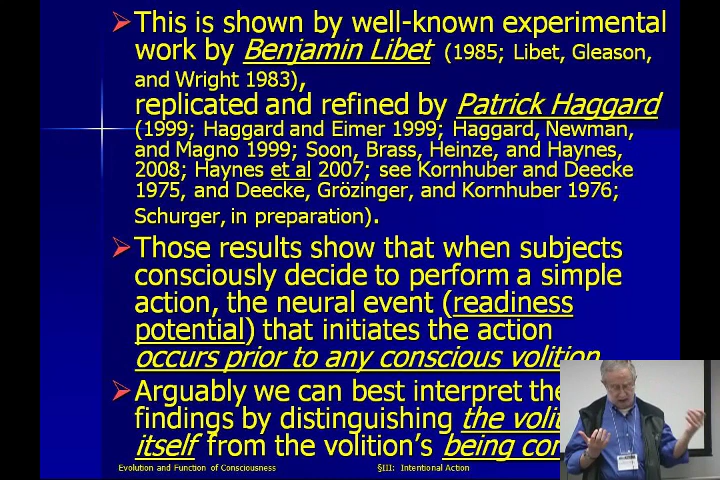 This is shown by well-known experimental
work by Benjamin Libet (1985; Libet, Gleason,
and Wright 1983),
replicated and refined by Patrick Haggard
(1999; Haggard and Eimer 1999; Haggard, Newman,
and Magno 1999; Soon, Brass, Heinze, and Haynes,
2008; Haynes et al 2007; see Kornhuber and Deecke
1975, and Deecke, Grözinger, and Kornhuber 1976;
Schurger, in preparation).
Those results show that when subjects
consciously decide to perform a simple
action, the neural event (readiness
potential) that initiates the action
occurs prior to any conscious volition
Arguably we can best interpret the
findings by distinguishing the
itself from the volition's being
Evolution and Function of Consciousness §III: Intentional Action